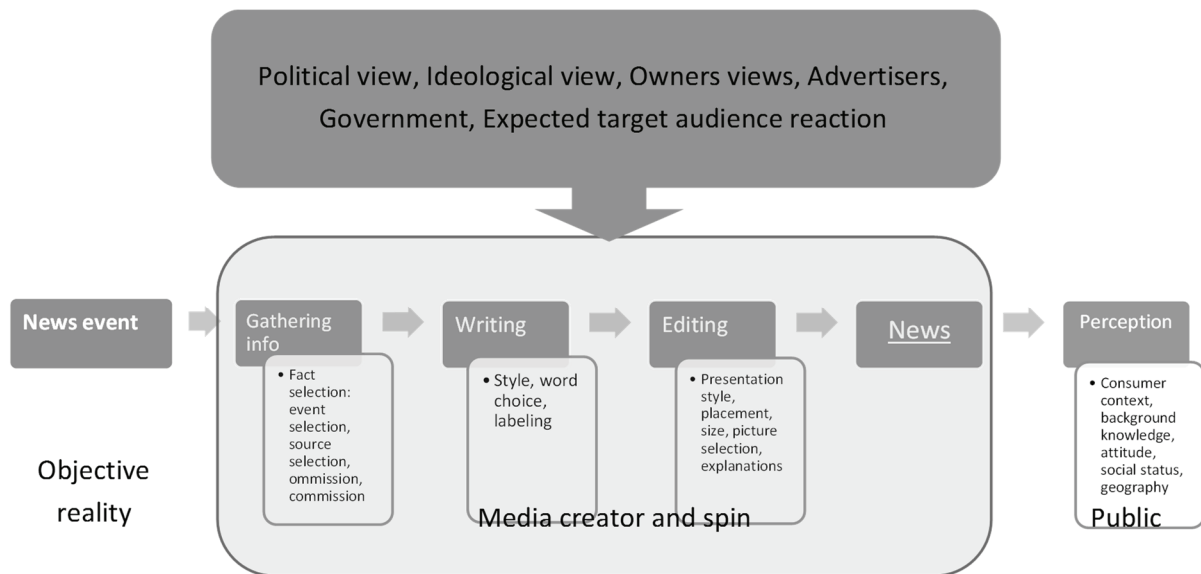 Political view, Ideological view, Owners views, Advertisers,
Government, Expected target audience reaction
News event
Gathering
info
Writing
Editing
News
Perception
• Fact
selection:
event
selection,
source
selection,
ommission,
commission
• Style, word
choice,
labeling
• Presentation
style,
placement,
size, picture
selection,
explanations
• Consumer
context,
background
knowledge,
attitude,
social status,
geography
Objective
reality
Media creator and spin
Public